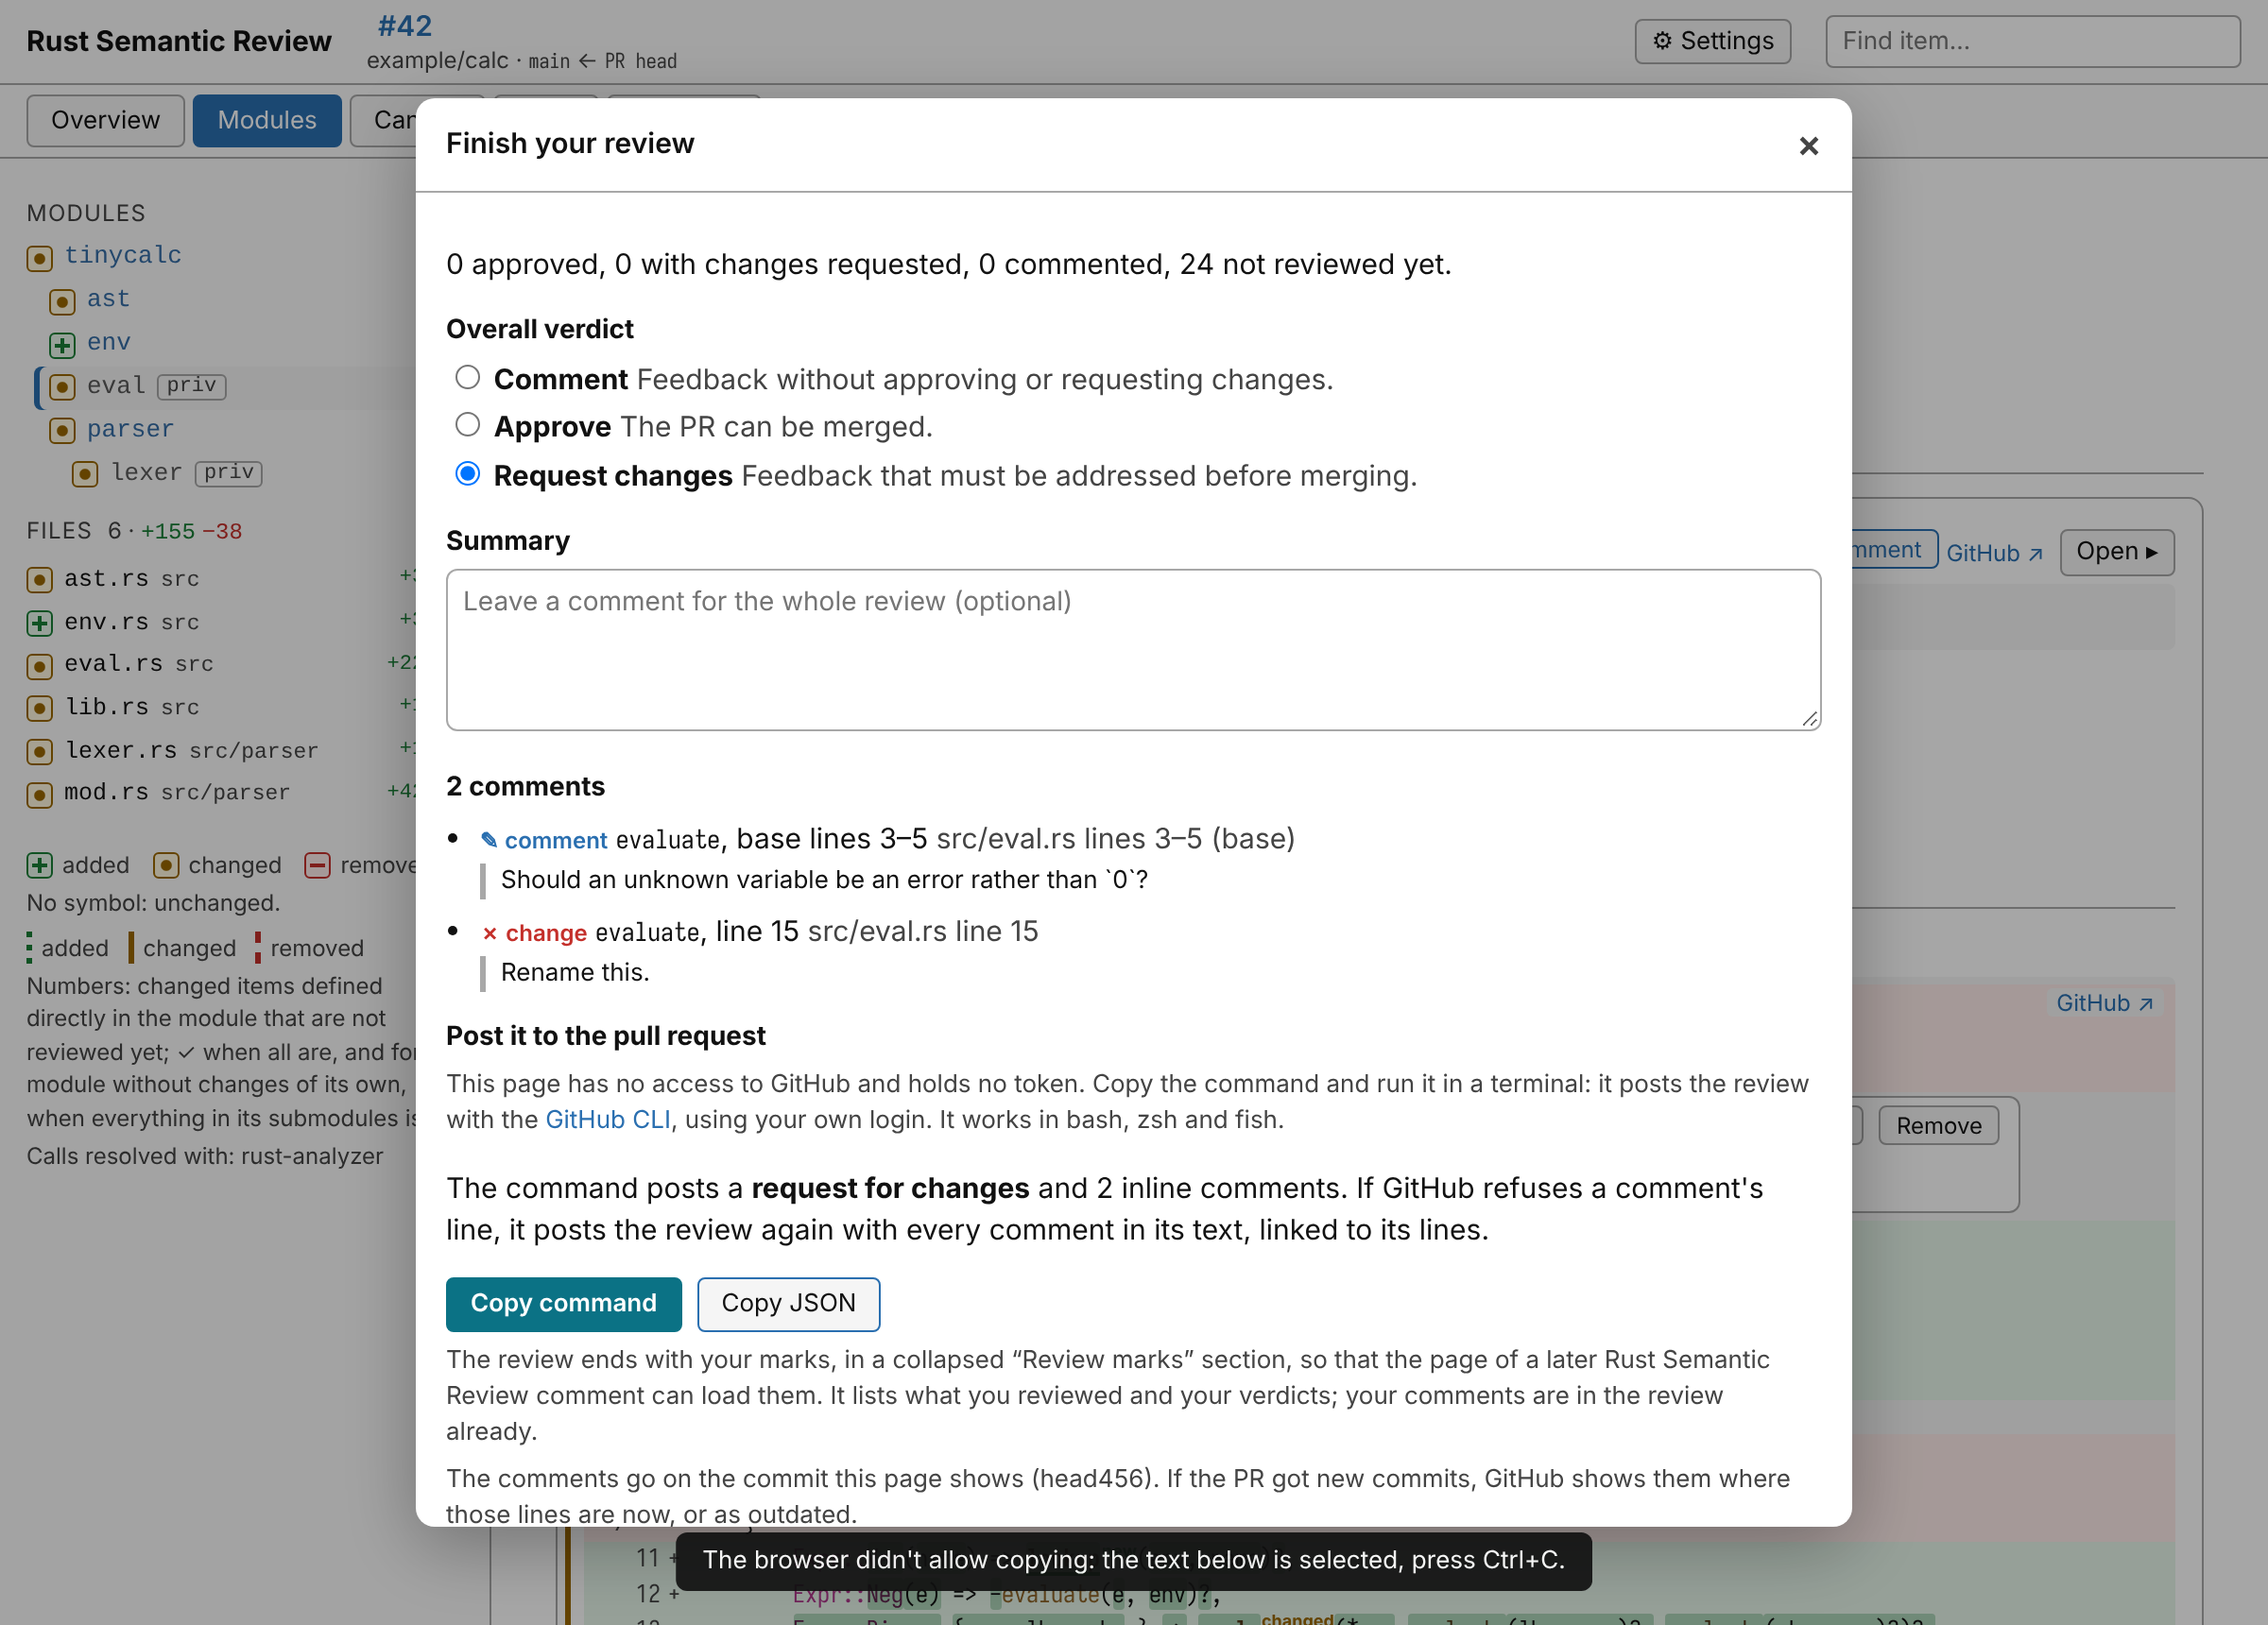 Rust Semantic Review
#42
example/calc · main ← PR head
⚙ Settings
Find item...
Overview
Modules
MODULES
tinycalc
ast
env
eval priv
parser
lexer priv
FILES 6 · +155 −38
ast.rs src
env.rs src
eval.rs src
lib.rs src
lexer.rs src/parser
mod.rs src/parser
added changed
No symbol: unchanged.
added changed removed
Numbers: changed items defined
directly in the module that are not
reviewed yet; ✓ when all are, and
module without changes of its own,
when everything in its submodules
Calls resolved with: rust-analyzer
Finish your review
×
0 approved, 0 with changes requested, 0 commented, 24 not reviewed yet.
Overall verdict
Comment Feedback without approving or requesting changes.
Approve The PR can be merged.
Request changes Feedback that must be addressed before merging.
Summary
Leave a comment for the whole review (optional)
2 comments
• ✎ comment evaluate, base lines 3–5 src/eval.rs lines 3–5 (base)
Should an unknown variable be an error rather than `0`?
• × change evaluate, line 15 src/eval.rs line 15
Rename this.
Post it to the pull request
This page has no access to GitHub and holds no token. Copy the command and run it in a terminal: it posts the review
with the GitHub CLI, using your own login. It works in bash, zsh and fish.
The command posts a request for changes and 2 inline comments. If GitHub refuses a comment's
line, it posts the review again with every comment in its text, linked to its lines.
Copy command
Copy JSON
The review ends with your marks, in a collapsed “Review marks” section, so that the page of a later Rust Semantic
Review comment can load them. It lists what you reviewed and your verdicts; your comments are in the review
already.
The comments go on the commit this page shows (head456). If the PR got new commits, GitHub shows them where
those lines are now, or as outdated.
GitHub ↗
Open ▸
GitHub ↗
Remove
The browser didn't allow copying: the text below is selected, press Ctrl+C.
11 +
12 + Expr::Neg(e) => -evaluate(e, env)?,
changed